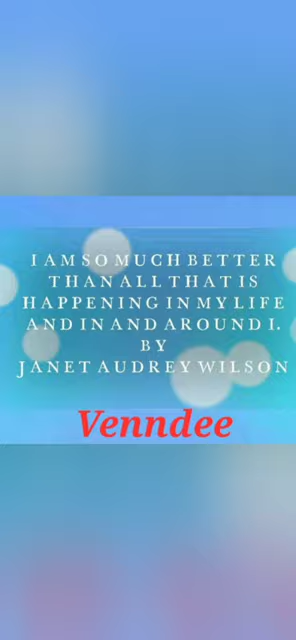 I AM SO MUCH BETTER
THAN ALL THAT IS
HAPPENING IN MY LIFE
AND IN AND AROUND I.
BY
JANET AUDREY WILSON
Venndee